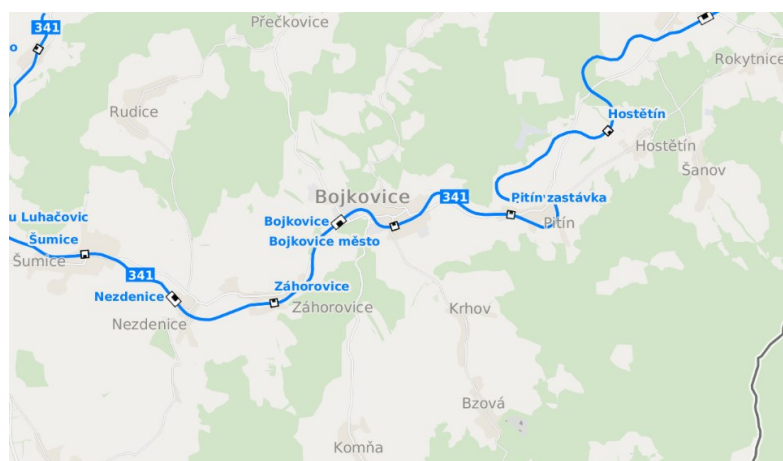 Přečkovice
341
o
Rokytnice
Rudice
Hostětín
Hostětín
Šanov
Bojkovice
341
Pitín zastávka
u Luhačovic
Bojkovice
Pitín
Šumice
Bojkovice město
Šumice
341
Nezdenice
Záhorovice
Záhorovice
Krhov
Nezdenice
Bzová
Komňa